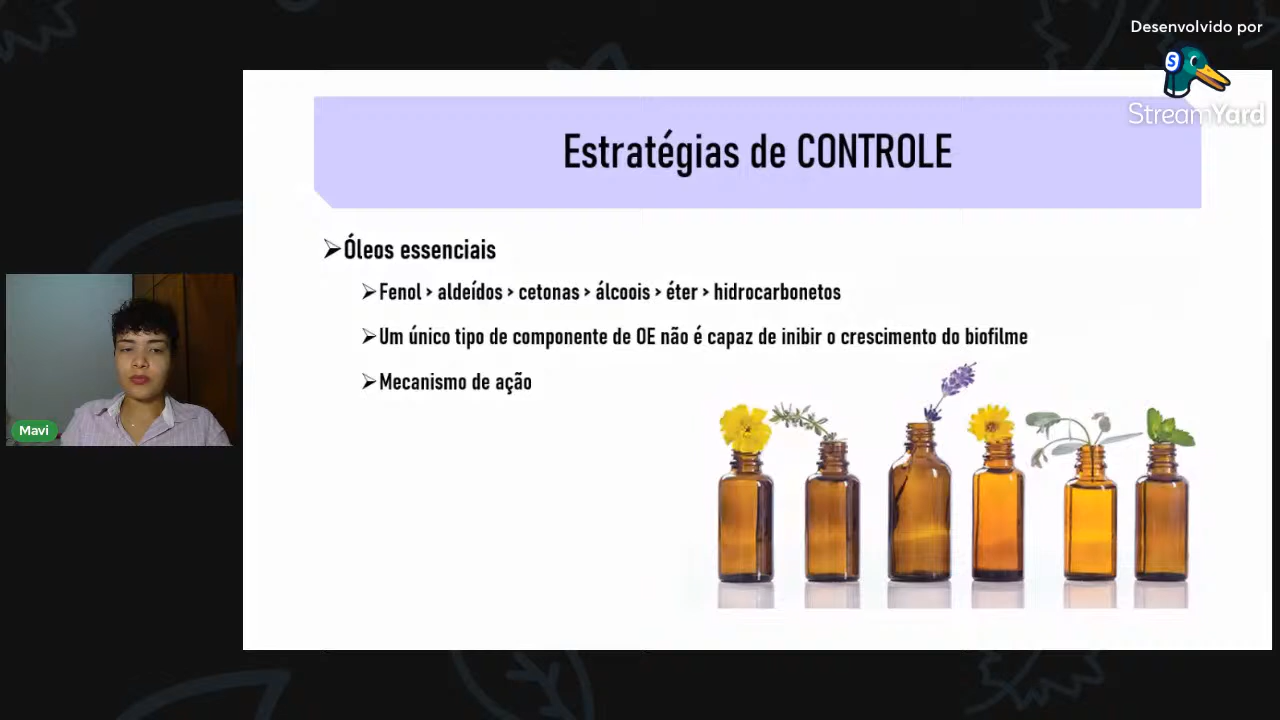 Desenvolvido por
StreamYard
Estratégias de CONTROLE
➢Óleos essenciais
➢Fenol > aldeídos > cetonas > álcoois > éter > hidrocarbonetos
➢Um único tipo de componente de OE não é capaz de inibir o crescimento do biofilme
➢Mecanismo de ação
Mavi